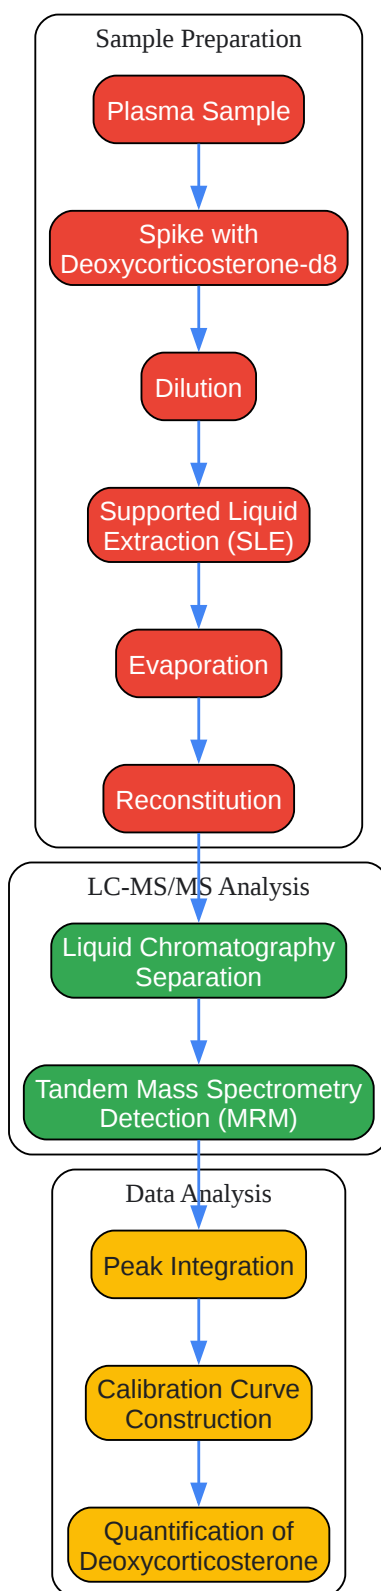 Sample Preparation
Plasma Sample
Spike with
Deoxycorticosterone-d8
Dilution
Supported Liquid
Extraction (SLE)
Evaporation
Reconstitution
LC-MS/MS Analysis
Liquid Chromatography
Separation
Tandem Mass Spectrometry
Detection (MRM)
Data Analysis
Peak Integration
Calibration Curve
Construction
Quantification of
Deoxycorticosterone